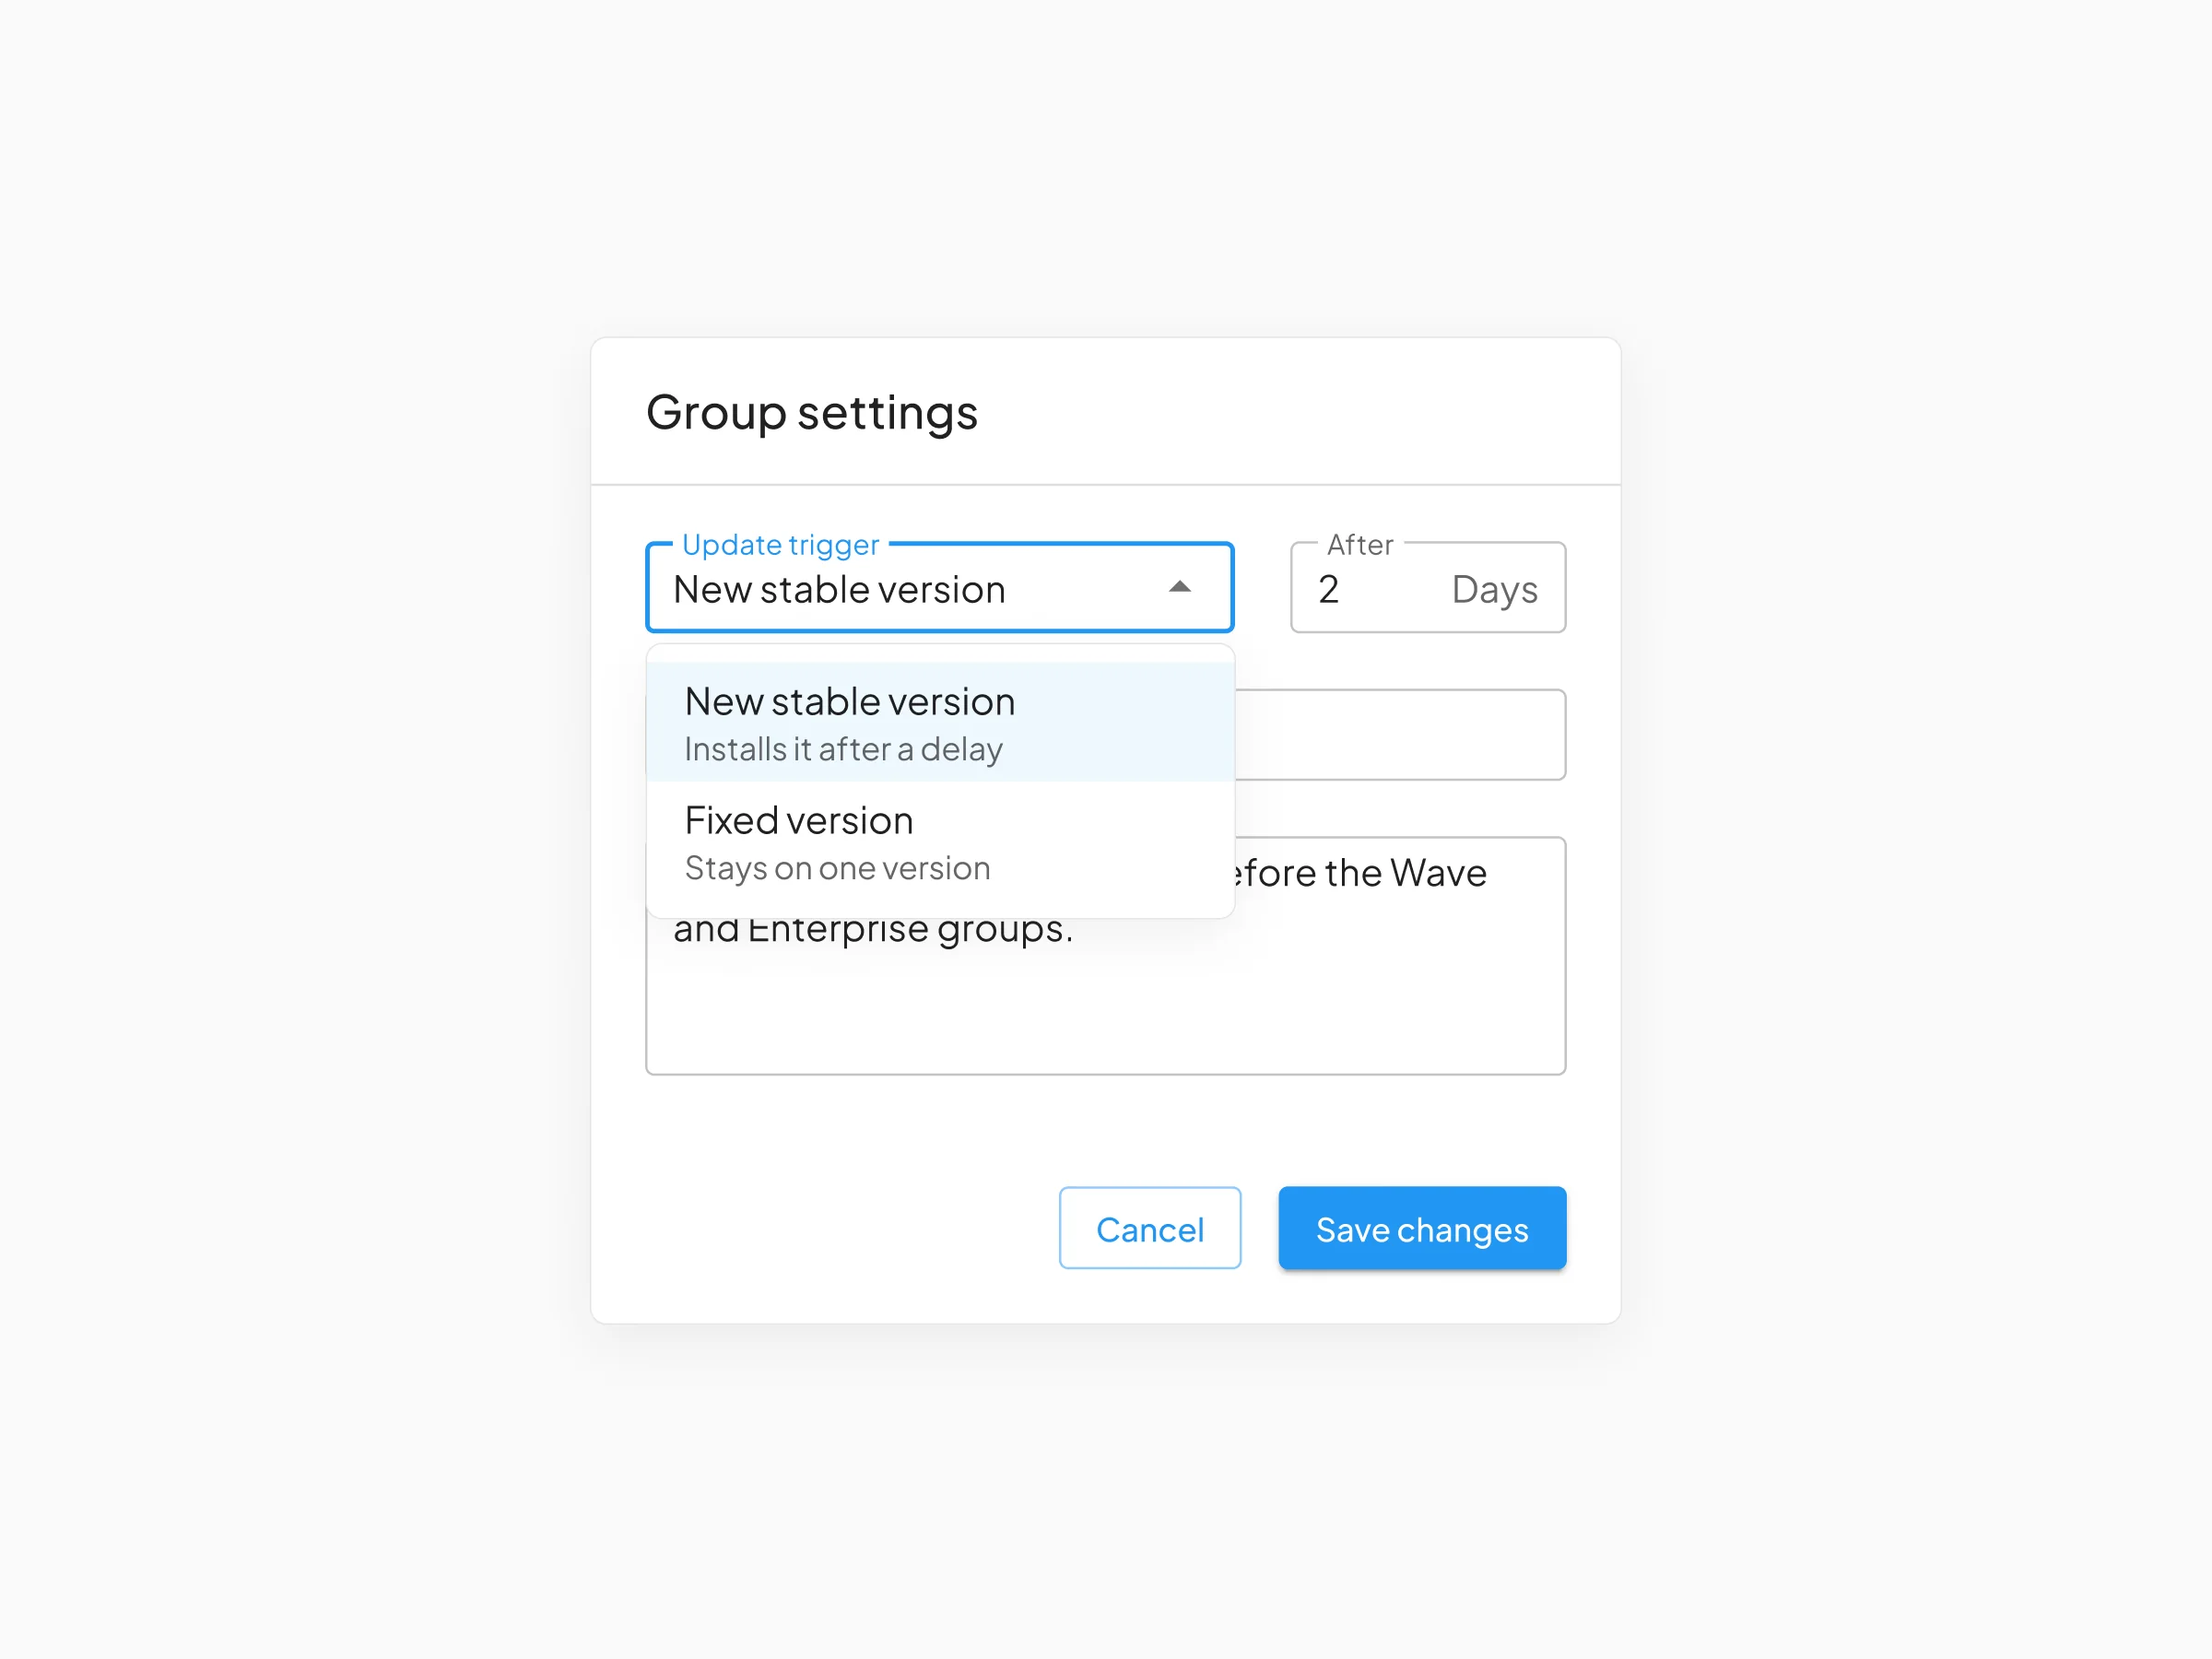 Group settings
Update trigger
New stable version
After
2 Days
New stable version
Installs it after a delay
Fixed version
Stays on one version
the Wave
and Enterprise groups.
Cancel
Save changes